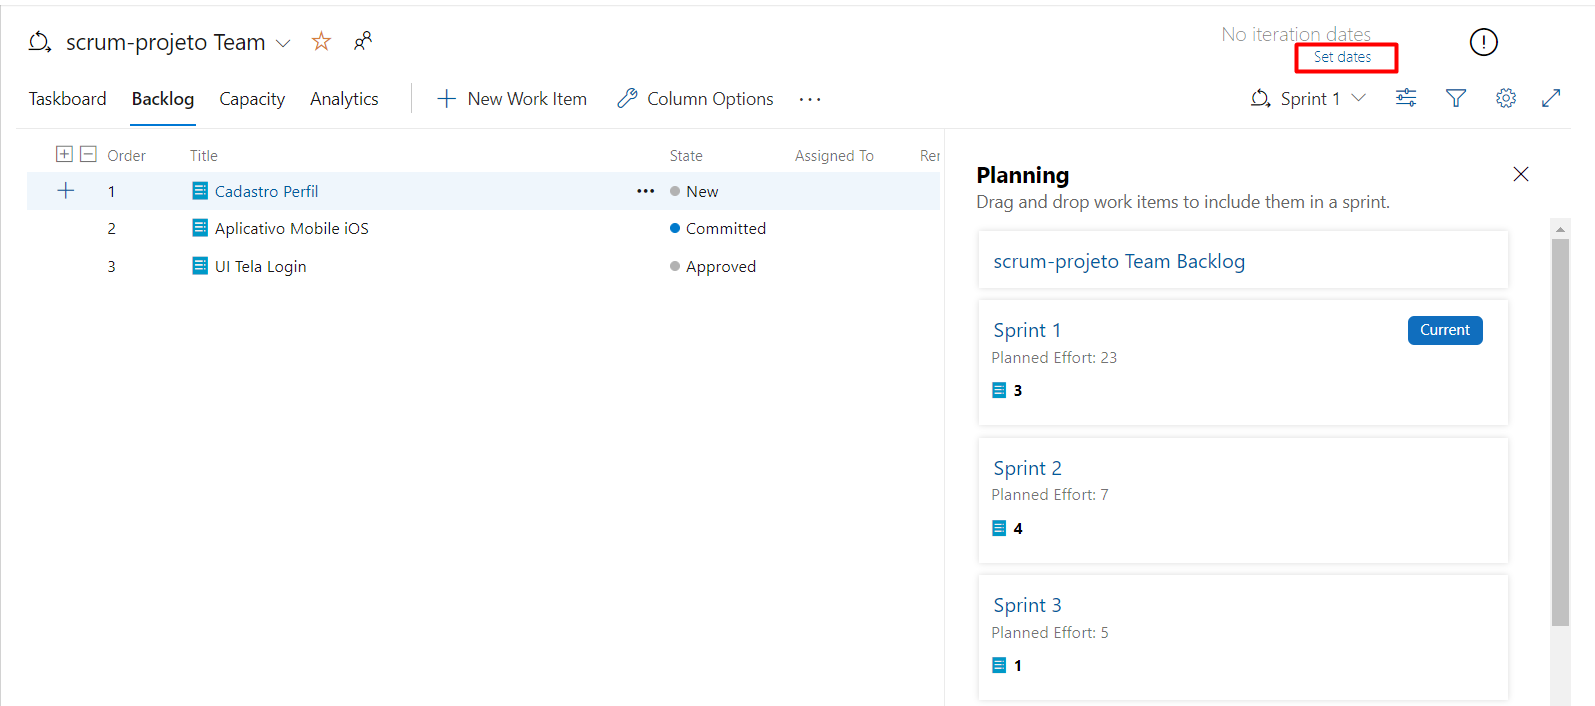 scrum-projeto Team
No iteration dates
Set dates
Taskboard Backlog Capacity Analytics New Work Item Column Options Sprint 1
Order Title State Assigned To Rer
1 Cadastro Perfil New
2 Aplicativo Mobile iOS Committed
3 UI Tela Login Approved
Planning
Drag and drop work items to include them in a sprint.
scrum-projeto Team Backlog
Sprint 1 Current
Planned Effort: 23
3
Sprint 2
Planned Effort: 7
4
Sprint 3
Planned Effort: 5
1